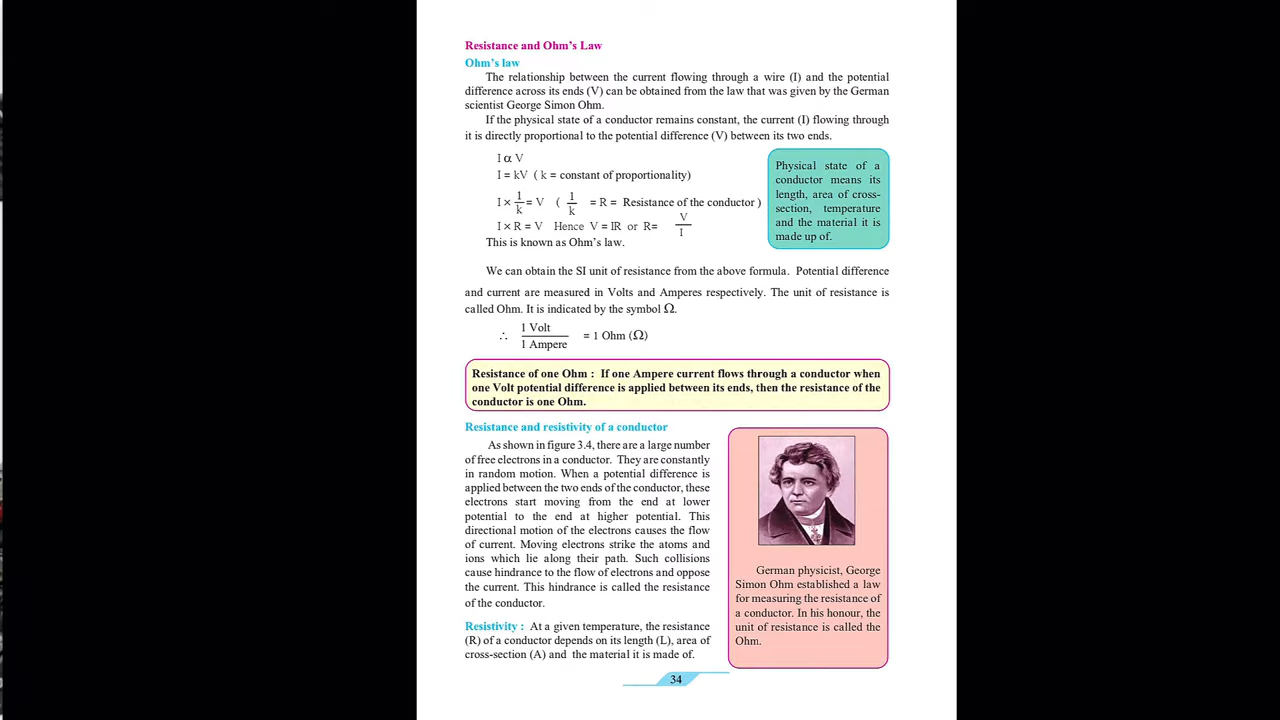 Resistance and Ohm's Law
Ohm's law
The relationship between the current flowing through a wire (I) and the potential
difference across its ends (V) can be obtained from the law that was given by the German
scientist George Simon Ohm.
If the physical state of a conductor remains constant, the current (I) flowing through
it is directly proportional to the potential difference (V) between its two ends.
I α V
I = kV ( k = constant of proportionality)
I × 1/k = V ( 1/k = R = Resistance of the conductor )
I × R = V Hence V = IR or R= V/I
This is known as Ohm's law.
Physical state of a
conductor means its
length, area of cross-
section, temperature
and the material it is
made up of.
We can obtain the SI unit of resistance from the above formula. Potential difference
and current are measured in Volts and Amperes respectively. The unit of resistance is
called Ohm. It is indicated by the symbol Ω.
∴ 1 Volt / 1 Ampere = 1 Ohm (Ω)
Resistance of one Ohm : If one Ampere current flows through a conductor when
one Volt potential difference is applied between its ends, then the resistance of the
conductor is one Ohm.
Resistance and resistivity of a conductor
As shown in figure 3.4, there are a large number
of free electrons in a conductor. They are constantly
in random motion. When a potential difference is
applied between the two ends of the conductor, these
electrons start moving from the end at lower
potential to the end at higher potential. This
directional motion of the electrons causes the flow
of current. Moving electrons strike the atoms and
ions which lie along their path. Such collisions
cause hindrance to the flow of electrons and oppose
the current. This hindrance is called the resistance
of the conductor.
Resistivity : At a given temperature, the resistance
(R) of a conductor depends on its length (L), area of
cross-section (A) and the material it is made of.
German physicist, George
Simon Ohm established a law
for measuring the resistance of
a conductor. In his honour, the
unit of resistance is called the
Ohm.
34